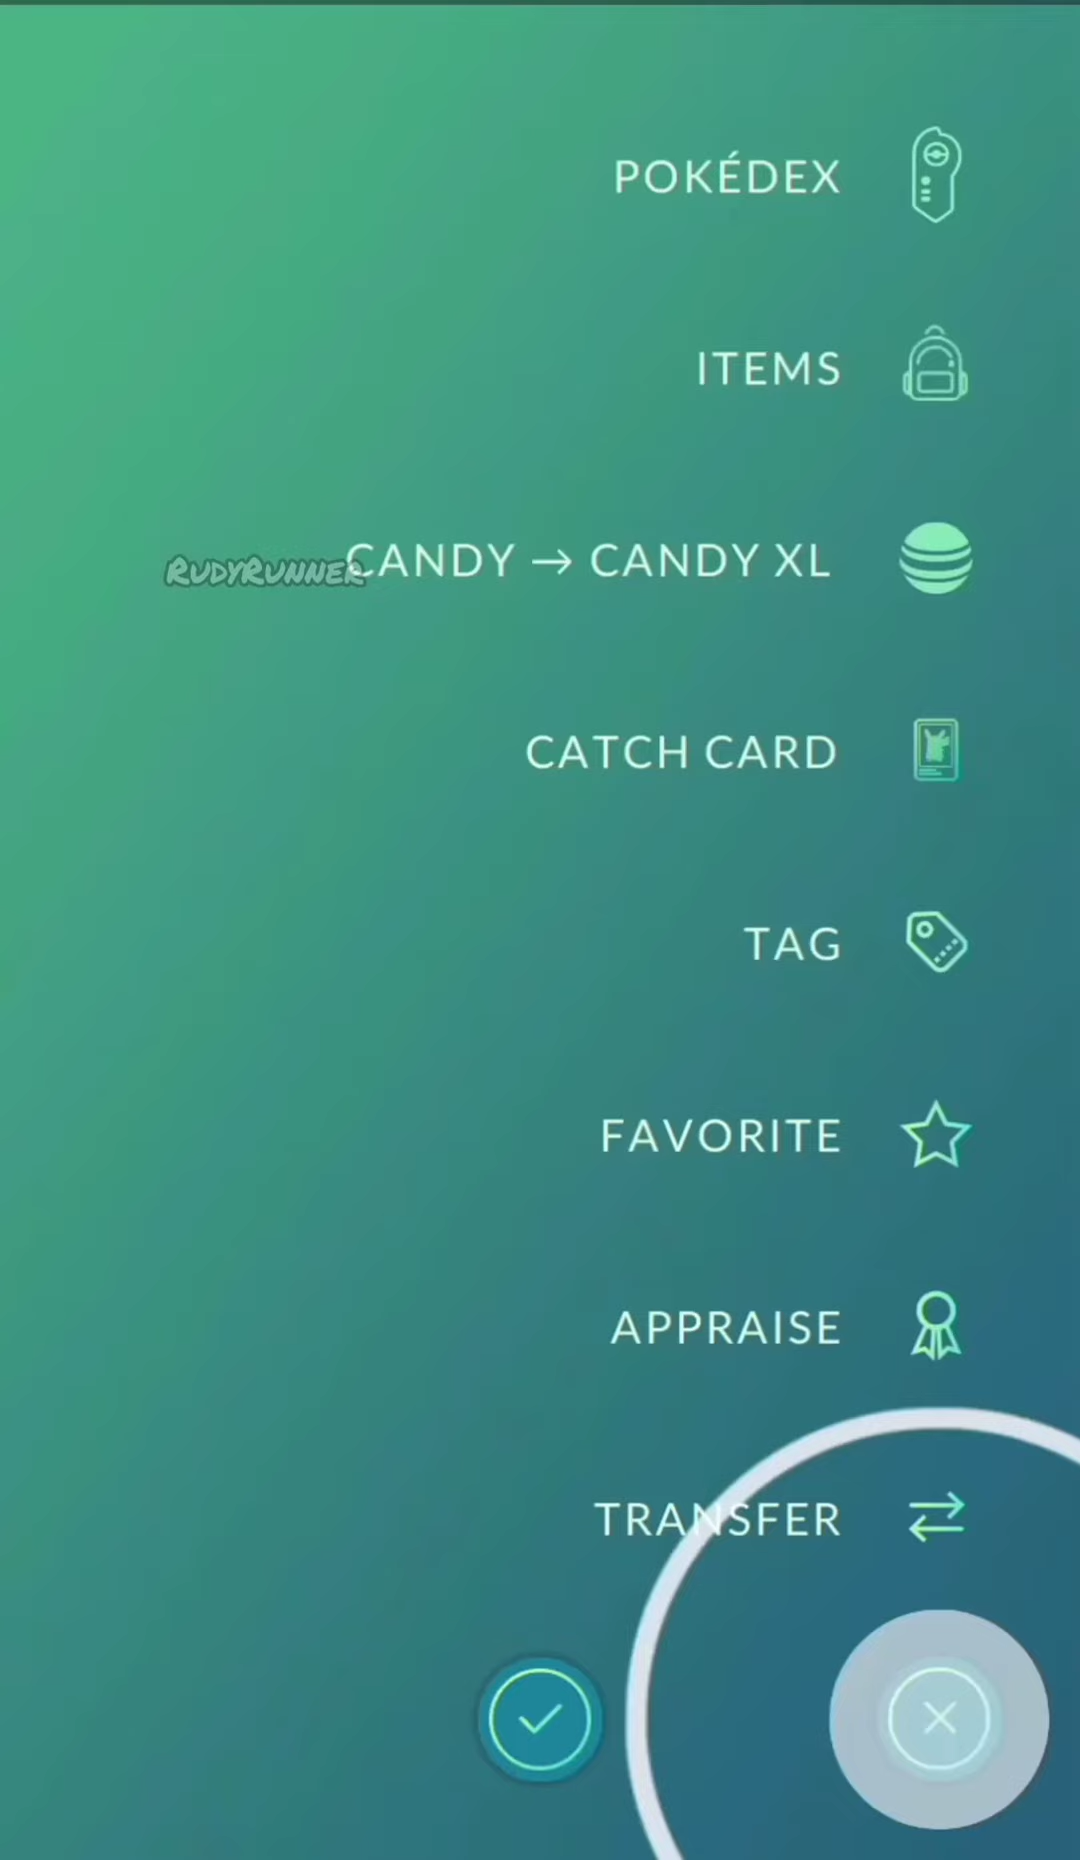 POKÉDEX
ITEMS
RUDYRUNNER
CANDY → CANDY XL
CATCH CARD
TAG
FAVORITE
APPRAISE
TRANSFER